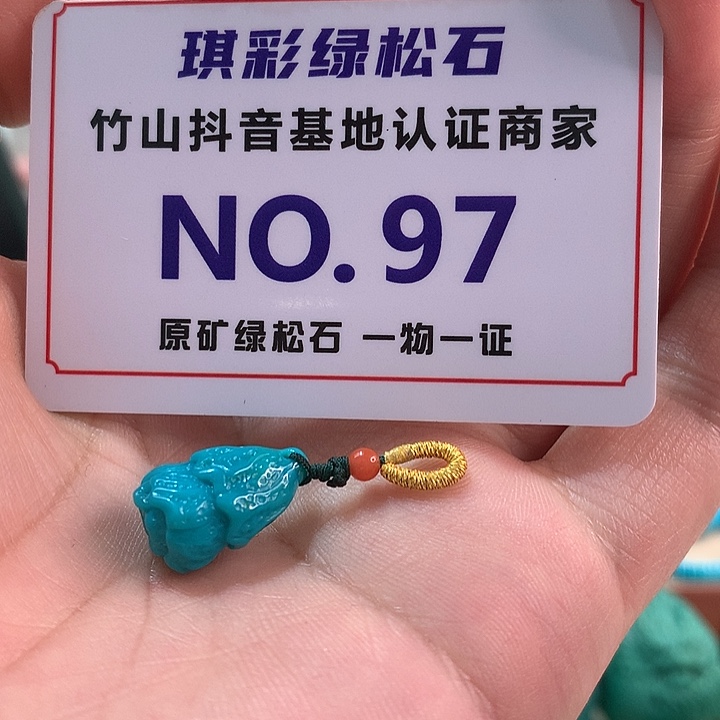 琪彩绿松石
竹山抖音基地认证商家
NO.97
原矿绿松石 一物一证